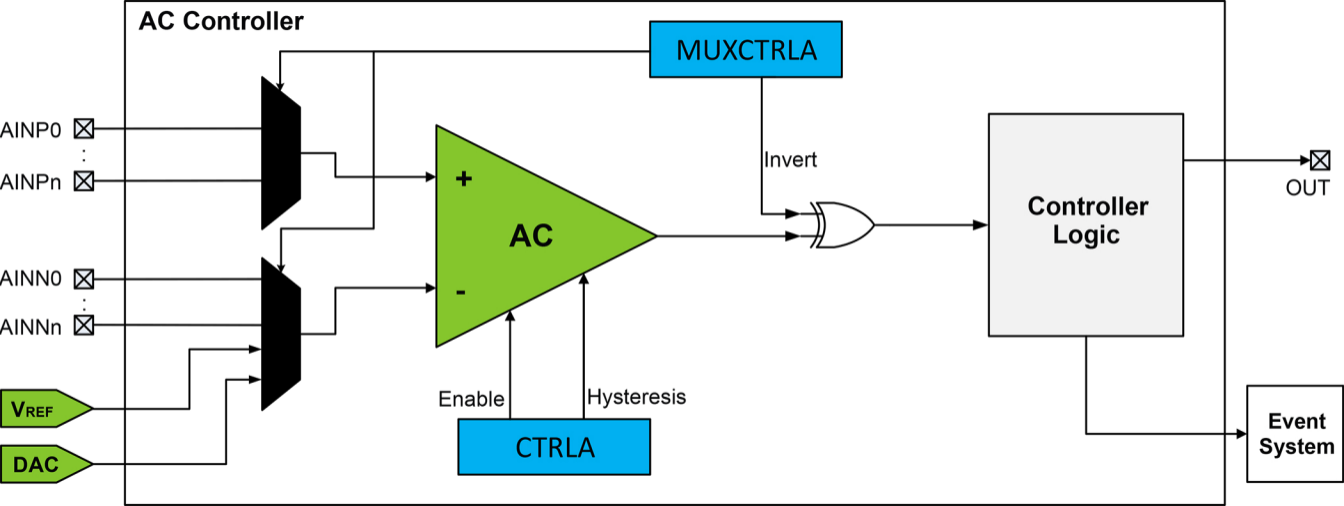 AC Controller
MUXCTRLA
AINP0
:
AINPn
Invert
+
AC
-
Controller
Logic
OUT
AINN0
:
AINNn
Enable
Hysteresis
VREF
CTRLA
DAC
Event
System